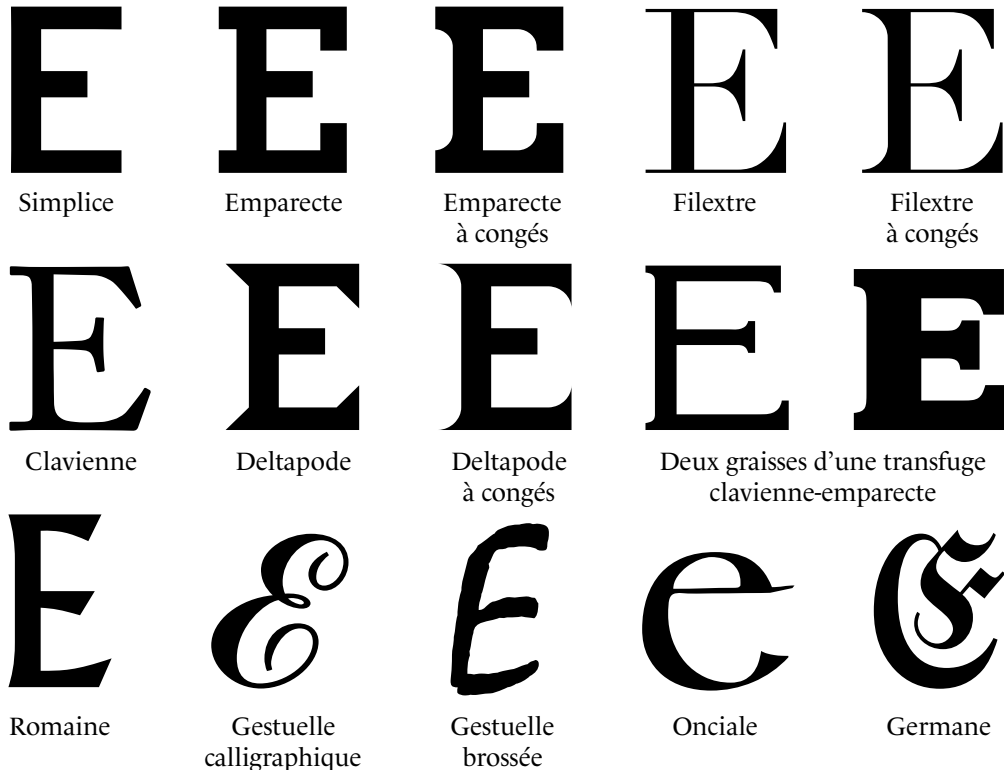 E E E E E
Simplice Emparecte Emparecte Filextre Filextre
à congés à congés
E E E E E
Clavienne Deltapode Deltapode Deux graisses d’une transfuge
à congés clavienne-emparecte
E E E e E
Romaine Gestuelle Gestuelle Onciale Germane
calligraphique brossée